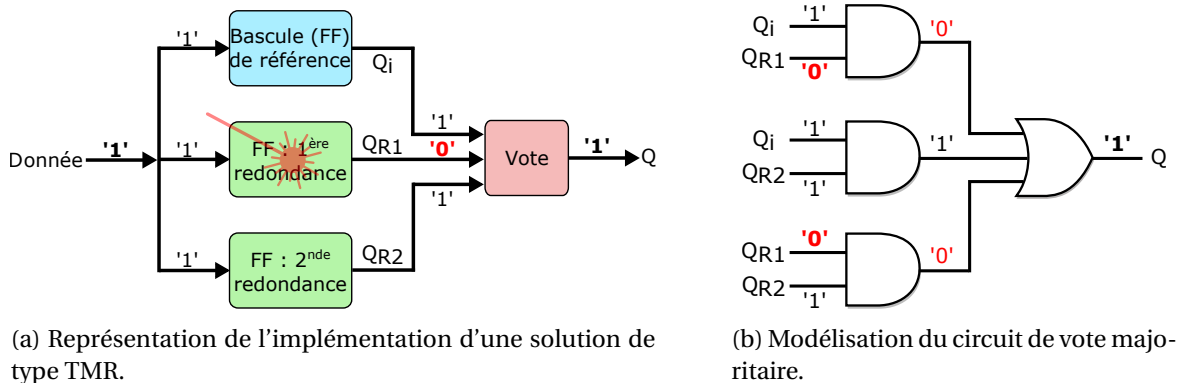 Donnée '1'
'1'
Bascule (FF)
de référence
Qi
'1'
'1'
FF : 1ère
redondance
QR1
'0'
'1'
FF : 2nde
redondance
QR2
'1'
Vote
'1'
Q
(a) Représentation de l'implémentation d'une solution de
type TMR.
Qi
'1'
QR1
'0'
'0'
Qi
'1'
QR2
'1'
'1'
QR1
'0'
QR2
'1'
'0'
'1'
Q
(b) Modélisation du circuit de vote majo-
ritaire.